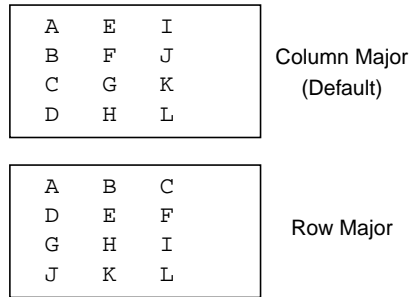 A E I
B F J
C G K
D H L
Column Major
(Default)
A B C
D E F
G H I
J K L
Row Major